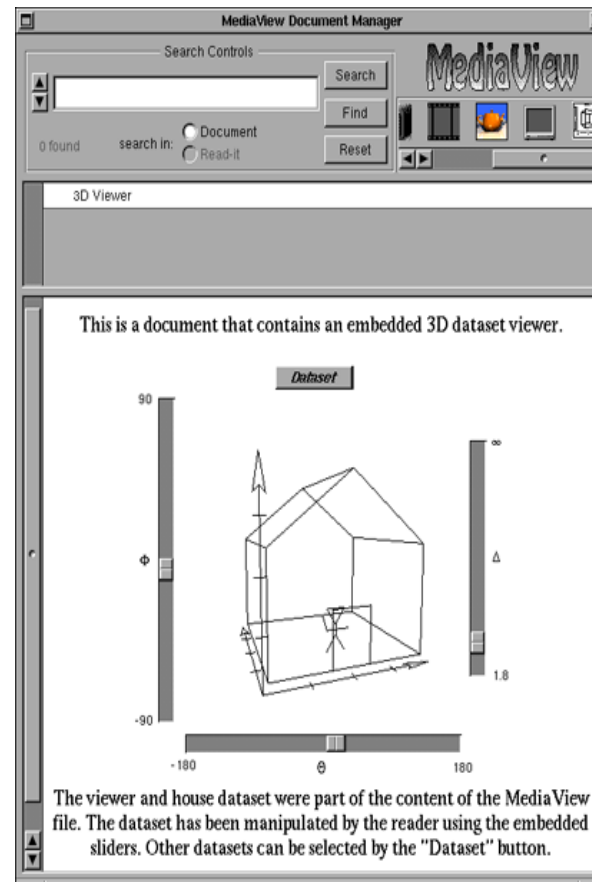 MediaView Document Manager
Search Controls
MediaView
Search
Find
Reset
0 found
search in:
Document
Read-it
3D Viewer
This is a document that contains an embedded 3D dataset viewer.
Dataset
90
∞
Φ
Δ
1.8
-90
-180
θ
180
The viewer and house dataset were part of the content of the MediaView
file. The dataset has been manipulated by the reader using the embedded
sliders. Other datasets can be selected by the "Dataset" button.